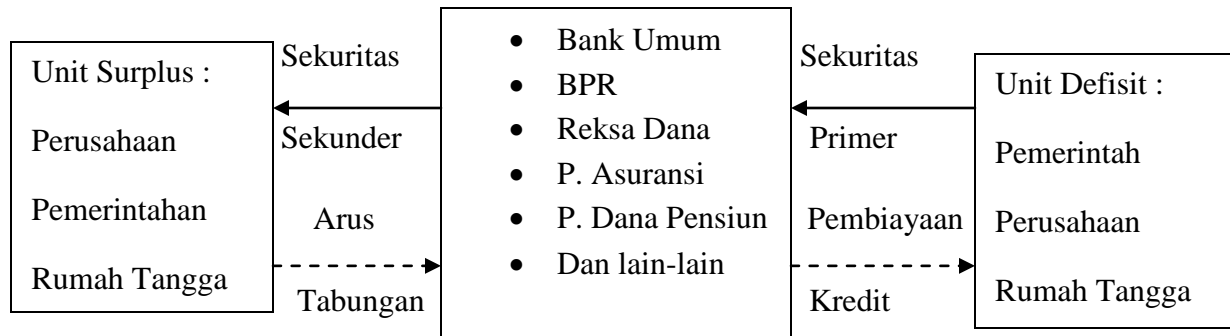 Unit Surplus :
Perusahaan
Pemerintahan
Rumah Tangga
Sekuritas
Sekunder
Arus
Tabungan
• Bank Umum
• BPR
• Reksa Dana
• P. Asuransi
• P. Dana Pensiun
• Dan lain-lain
Sekuritas
Primer
Pembiayaan
Kredit
Unit Defisit :
Pemerintah
Perusahaan
Rumah Tangga